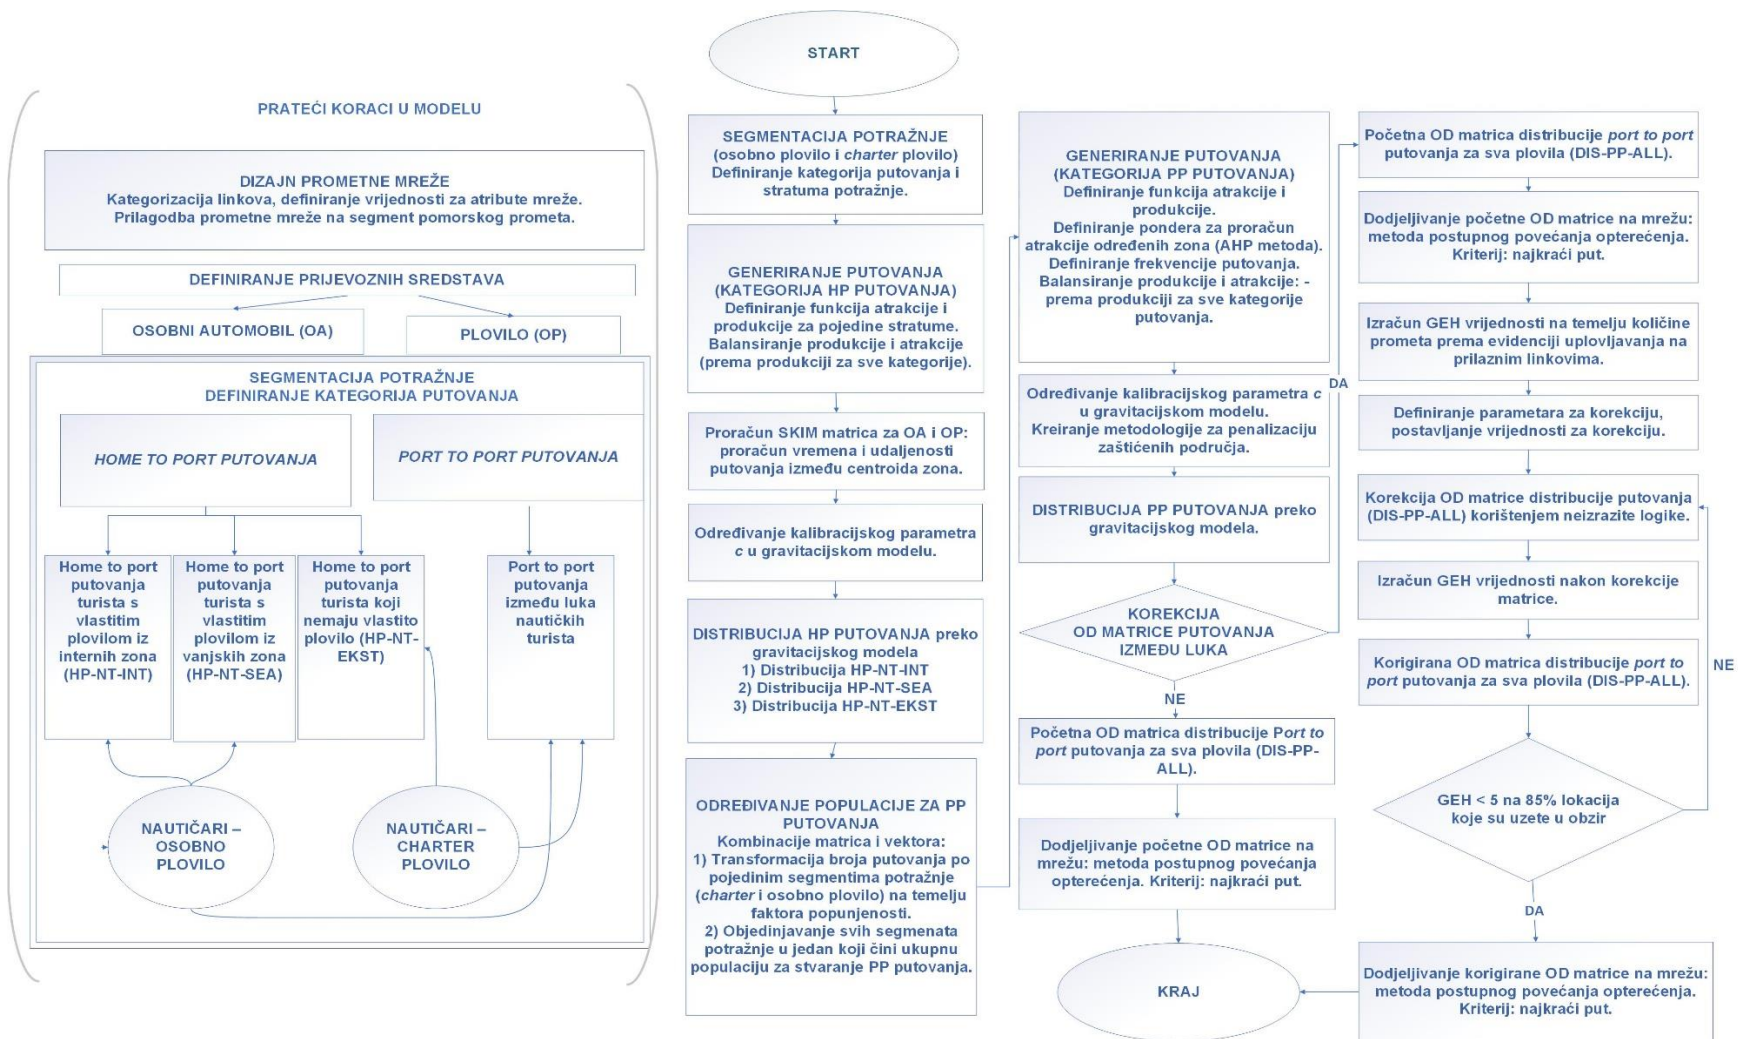 PRATEĆI KORACI U MODELU
DIZAJN PROMETNE MREŽE
Kategorizacija linkova, definiranje vrijednosti za atribute mreže.
Prilagodba prometne mreže na segment pomorskog prometa.
DEFINIRANJE PRIJEVOZNIH SREDSTAVA
OSOBNI AUTOMOBIL (OA)
PLOVILO (OP)
SEGMENTACIJA POTRAŽNJE
DEFINIRANJE KATEGORIJA PUTOVANJA
HOME TO PORT PUTOVANJA
PORT TO PORT PUTOVANJA
Home to port
putovanja
turista s
vlastitim
plovilom iz
internih zona
(HP-NT-INT)
Home to port
putovanja
turista s
vlastitim
plovilom iz
vanjskih zona
(HP-NT-SEA)
Home to port
putovanja
turista koji
nemaju vlastito
plovilo (HP-NT-
EKST)
Port to port
putovanja
između luka
nautičkih
turista
NAUTIČARI –
OSOBNO
PLOVILO
NAUTIČARI –
CHARTER
PLOVILO
START
SEGMENTACIJA POTRAŽNJE
(osobno plovilo i charter plovilo)
Definiranje kategorija putovanja i
stratuma potražnje.
GENERIRANJE PUTOVANJA
(KATEGORIJA HP PUTOVANJA)
Definiranje funkcija atrakcije i
produkcije za pojedine stratume.
Balansiranje produkcije i atrakcije
(prema produkciji za sve kategorije).
Proračun SKIM matrica za OA i OP:
proračun vremena i udaljenosti
putovanja između centroida zona.
Određivanje kalibracijskog parametra
c u gravitacijskom modelu.
DISTRIBUCIJA HP PUTOVANJA preko
gravitacijskog modela
1) Distribucija HP-NT-INT
2) Distribucija HP-NT-SEA
3) Distribucija HP-NT-EKST
ODREĐIVANJE POPULACIJE ZA PP
PUTOVANJA
Kombinacije matrica i vektora:
1) Transformacija broja putovanja po
pojedinim segmentima potražnje
(charter i osobno plovilo) na temelju
faktora popunjenosti.
2) Objedinjavanje svih segmenata
potražnje u jedan koji čini ukupnu
populaciju za stvaranje PP putovanja.
GENERIRANJE PUTOVANJA
(KATEGORIJA PP PUTOVANJA)
Definiranje funkcija atrakcije i
produkcije.
Definiranje pondera za proračun
atrakcije određenih zona (AHP metoda).
Definiranje frekvencije putovanja.
Balansiranje produkcije i atrakcije: -
prema produkciji za sve kategorije
putovanja.
Određivanje kalibracijskog parametra c
u gravitacijskom modelu.
Kreiranje metodologije za penalizaciju
zaštićenih područja.
DISTRIBUCIJA PP PUTOVANJA preko
gravitacijskog modela.
KOREKCIJA
OD MATRICE PUTOVANJA
IZMEĐU LUKA
DA
NE
Početna OD matrica distribucije Port to
port putovanja za sva plovila (DIS-PP-
ALL).
Dodjeljivanje početne OD matrice na
mrežu: metoda postupnog povećanja
opterećenja. Kriterij: najkraći put.
KRAJ
Početna OD matrica distribucije port to port
putovanja za sva plovila (DIS-PP-ALL).
Dodjeljivanje početne OD matrice na mrežu:
metoda postupnog povećanja opterećenja.
Kriterij: najkraći put.
Izračun GEH vrijednosti na temelju količine
prometa prema evidenciji uplovljavanja na
prilaznim linkovima.
Definiranje parametara za korekciju,
postavljanje vrijednosti za korekciju.
Korekcija OD matrice distribucije putovanja
(DIS-PP-ALL) korištenjem neizrazite logike.
Izračun GEH vrijednosti nakon korekcije
matrice.
Korigirana OD matrica distribucije port to
port putovanja za sva plovila (DIS-PP-ALL).
NE
GEH < 5 na 85% lokacija
koje su uzete u obzir
DA
Dodjeljivanje korigirane OD matrice na mrežu:
metoda postupnog povećanja opterećenja.
Kriterij: najkraći put.